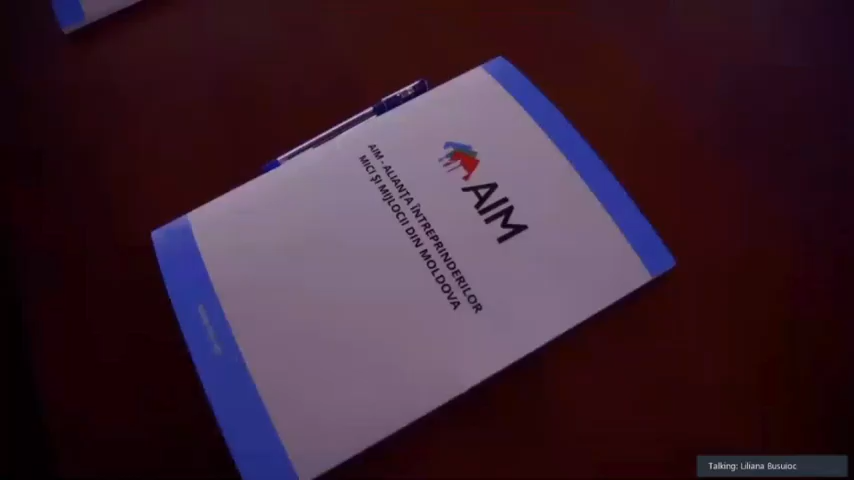 AIM
AIM - ALIANȚA ÎNTREPRINDERILOR
MICI ȘI MIJLOCII DIN MOLDOVA
Talking: Liliana Busuioc